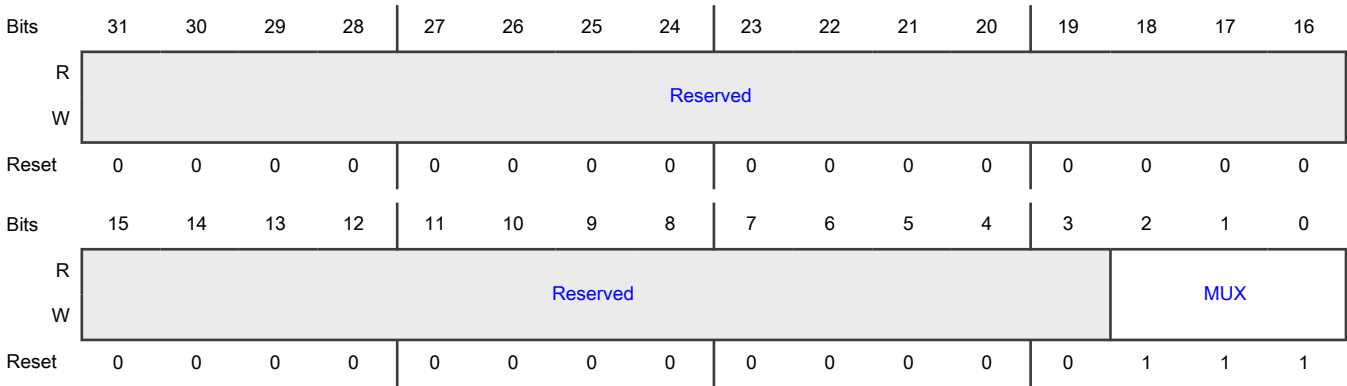 Bits 31 30 29 28 27 26 25 24 23 22 21 20 19 18 17 16
R
Reserved
W
Reset 0 0 0 0 0 0 0 0 0 0 0 0 0 0 0 0
Bits 15 14 13 12 11 10 9 8 7 6 5 4 3 2 1 0
R
Reserved MUX
W
Reset 0 0 0 0 0 0 0 0 0 0 0 0 0 1 1 1